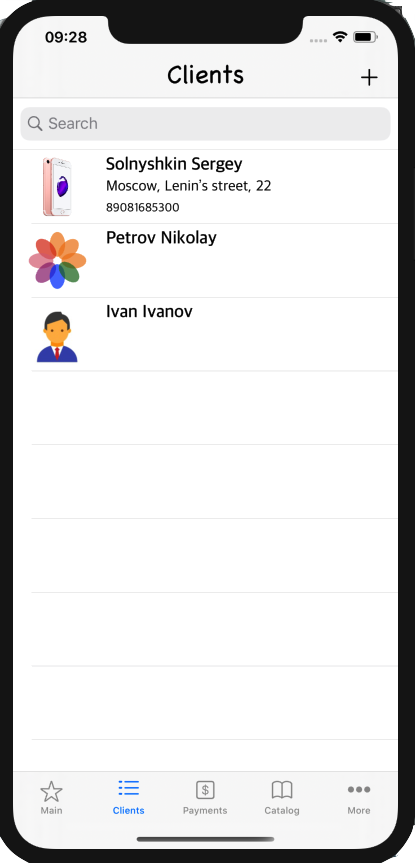 09:28
Clients
+
Search
Solnyshkin Sergey
Moscow, Lenin's street, 22
89081685300
Petrov Nikolay
Ivan Ivanov
$
Main Clients Payments Catalog More